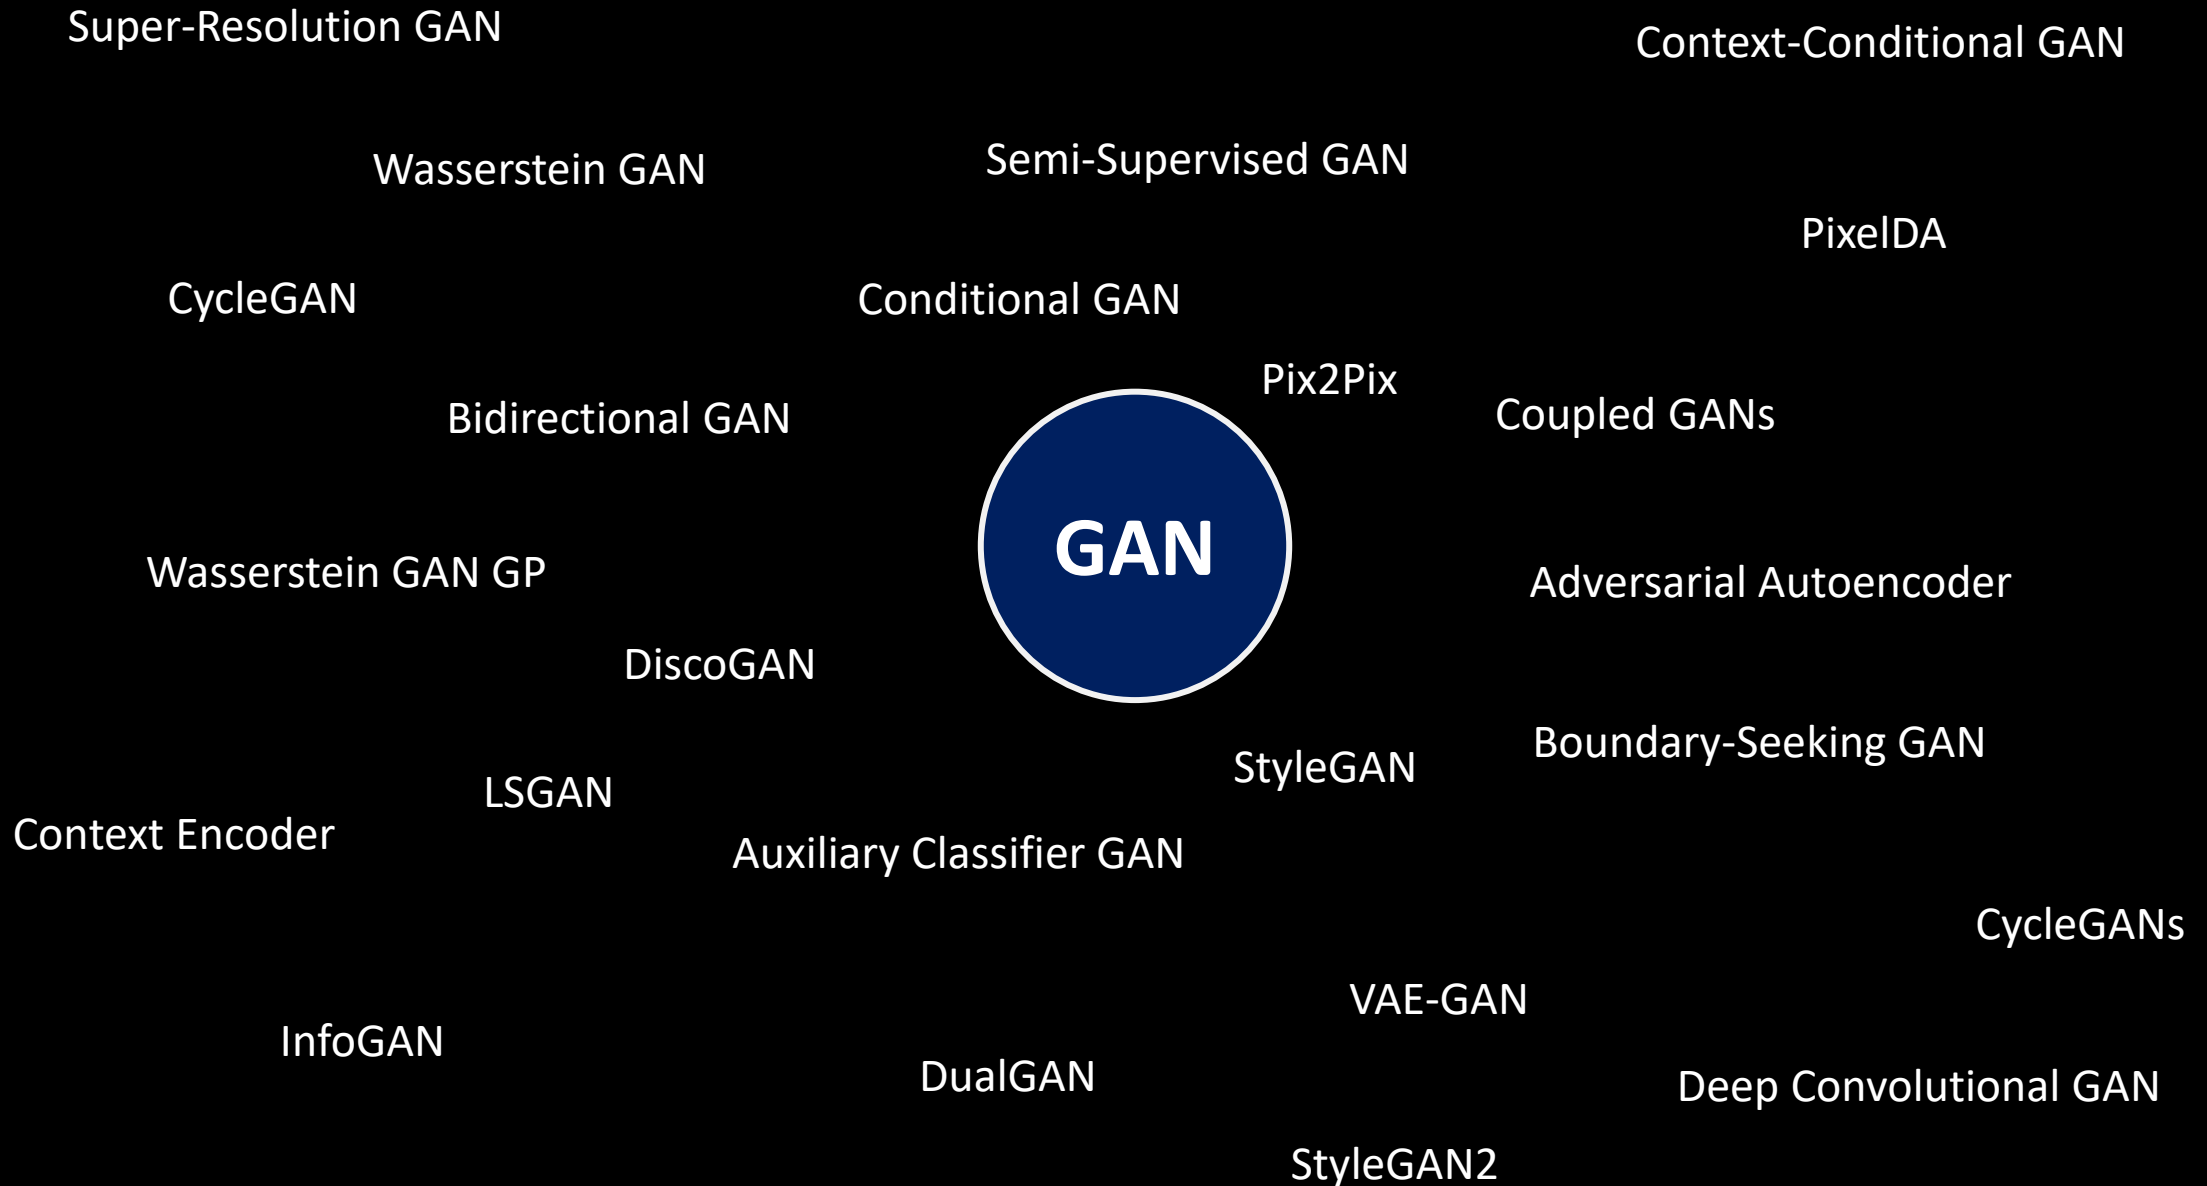 Super-Resolution GAN
Context-Conditional GAN
Wasserstein GAN
Semi-Supervised GAN
PixelDA
CycleGAN
Conditional GAN
Pix2Pix
Bidirectional GAN
Coupled GANs
GAN
Wasserstein GAN GP
Adversarial Autoencoder
DiscoGAN
Boundary-Seeking GAN
StyleGAN
LSGAN
Context Encoder
Auxiliary Classifier GAN
CycleGANs
VAE-GAN
InfoGAN
DualGAN
Deep Convolutional GAN
StyleGAN2